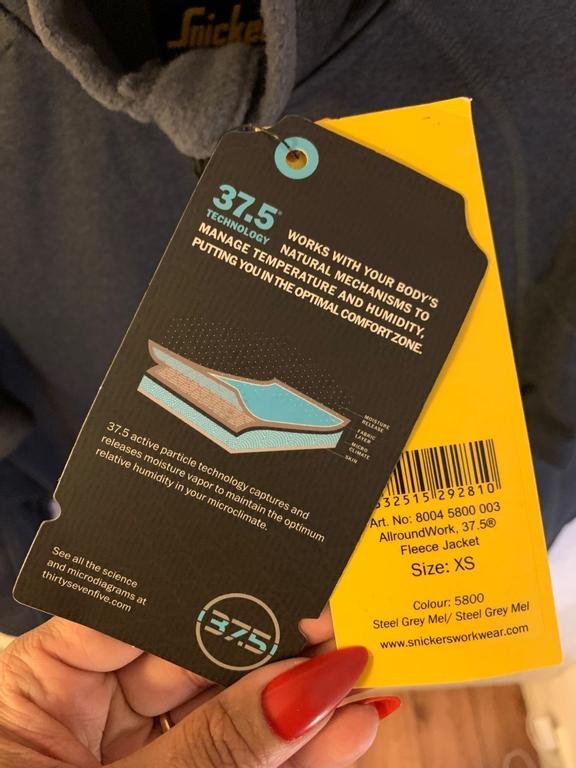 37.5®
TECHNOLOGY
WORKS WITH YOUR BODY'S
NATURAL MECHANISMS TO
MANAGE TEMPERATURE AND HUMIDITY,
PUTTING YOU IN THE OPTIMAL COMFORT ZONE.
MOISTURE
RELEASE
FABRIC
LAYER
MICRO
CLIMATE
SKIN
37.5 active particle technology captures and
releases moisture vapor to maintain the optimum
relative humidity in your microclimate.
See all the science
and microdiagrams at
thirtysevenfive.com
37.5
332515 292810
Art. No: 8004 5800 003
AllroundWork, 37.5®
Fleece Jacket
Size: XS
Colour: 5800
Steel Grey Mel/ Steel Grey Mel
www.snickersworkwear.com